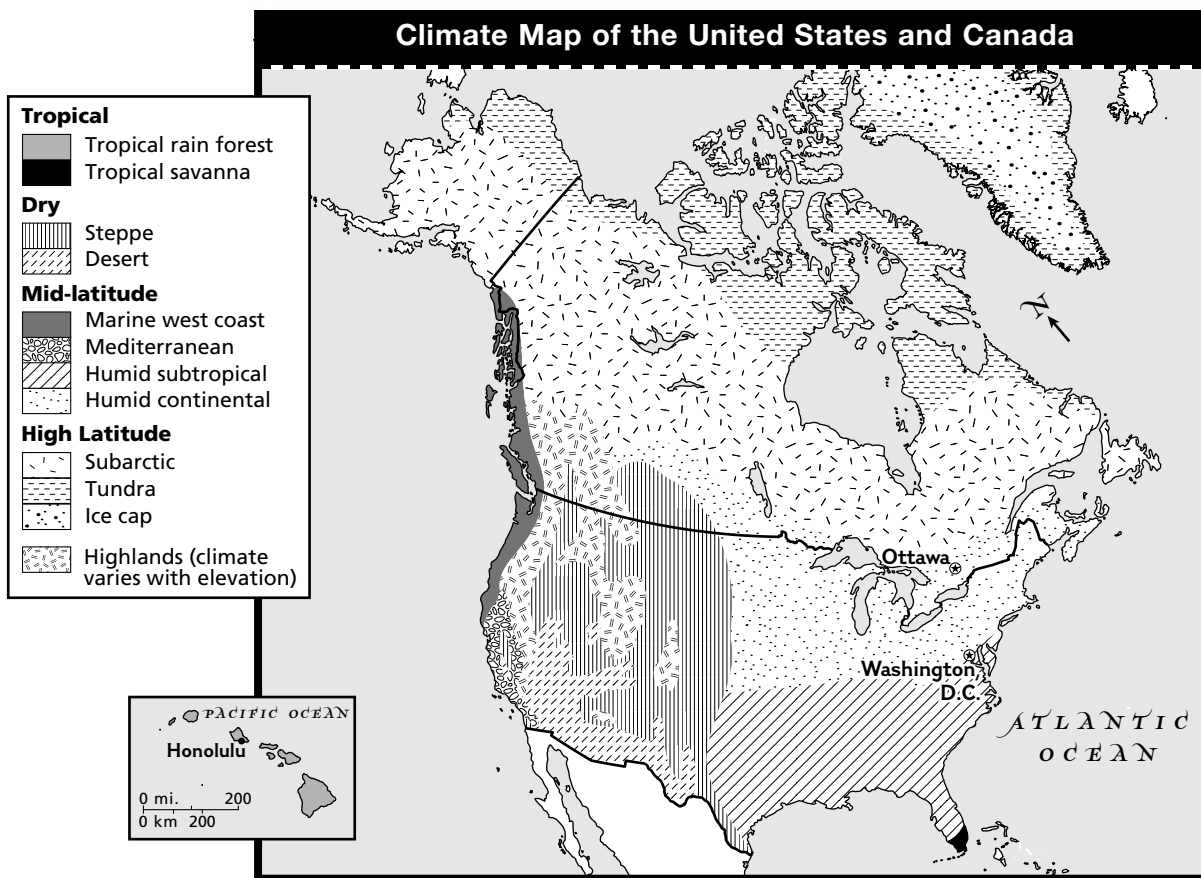 Climate Map of the United States and Canada
Tropical
Tropical rain forest
Tropical savanna
Dry
Steppe
Desert
Mid-latitude
Marine west coast
Mediterranean
Humid subtropical
Humid continental
High Latitude
Subarctic
Tundra
Ice cap
Highlands (climate
varies with elevation)
N
Ottawa
Washington,
D.C.
ATLANTIC
OCEAN
PACIFIC OCEAN
Honolulu
0 mi. 200
0 km 200